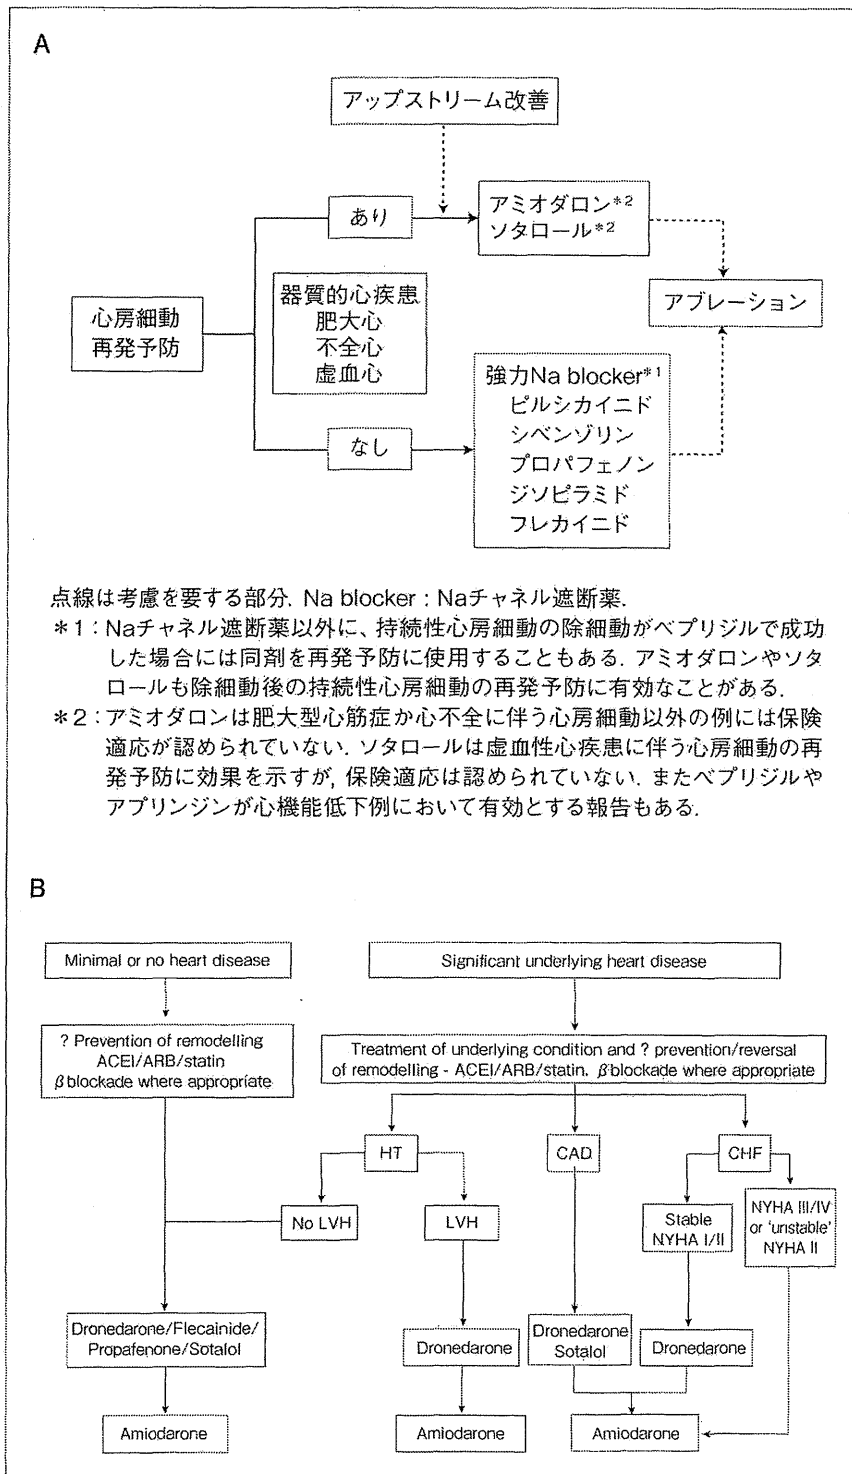 A
アップストリーム改善
あり
アミオダロン*2
ソタロール*2
アブレーション
心房細動
再発予防
器質的心疾患
肥大心
不全心
虚血心
なし
強力Na blocker*1
ピルシカイニド
シベンゾリン
プロパフェノン
ジソピラミド
フレカイニド
点線は考慮を要する部分. Na blocker : Naチャネル遮断薬.
*1:Naチャネル遮断薬以外に、持続性心房細動の除細動がベプリジルで成功
した場合には同剤を再発予防に使用することもある. アミオダロンやソタ
ロールも除細動後の持続性心房細動の再発予防に有効なことがある.
*2:アミオダロンは肥大型心筋症か心不全に伴う心房細動以外の例には保険
適応が認められていない. ソタロールは虚血性心疾患に伴う心房細動の再
発予防に効果を示すが, 保険適応は認められていない. またベプリジルや
アプリンジンが心機能低下例において有効とする報告もある.
B
Minimal or no heart disease
Significant underlying heart disease
? Prevention of remodelling
ACEI/ARB/statin
β blockade where appropriate
Treatment of underlying condition and ? prevention/reversal
of remodelling - ACEI/ARB/statin. β blockade where appropriate
HT
CAD
CHF
No LVH
LVH
Stable
NYHA I/II
NYHA III/IV
or 'unstable'
NYHA II
Dronedarone/Flecainide/
Propafenone/Sotalol
Dronedarone
Dronedarone
Sotalol
Dronedarone
Amiodarone
Amiodarone
Amiodarone